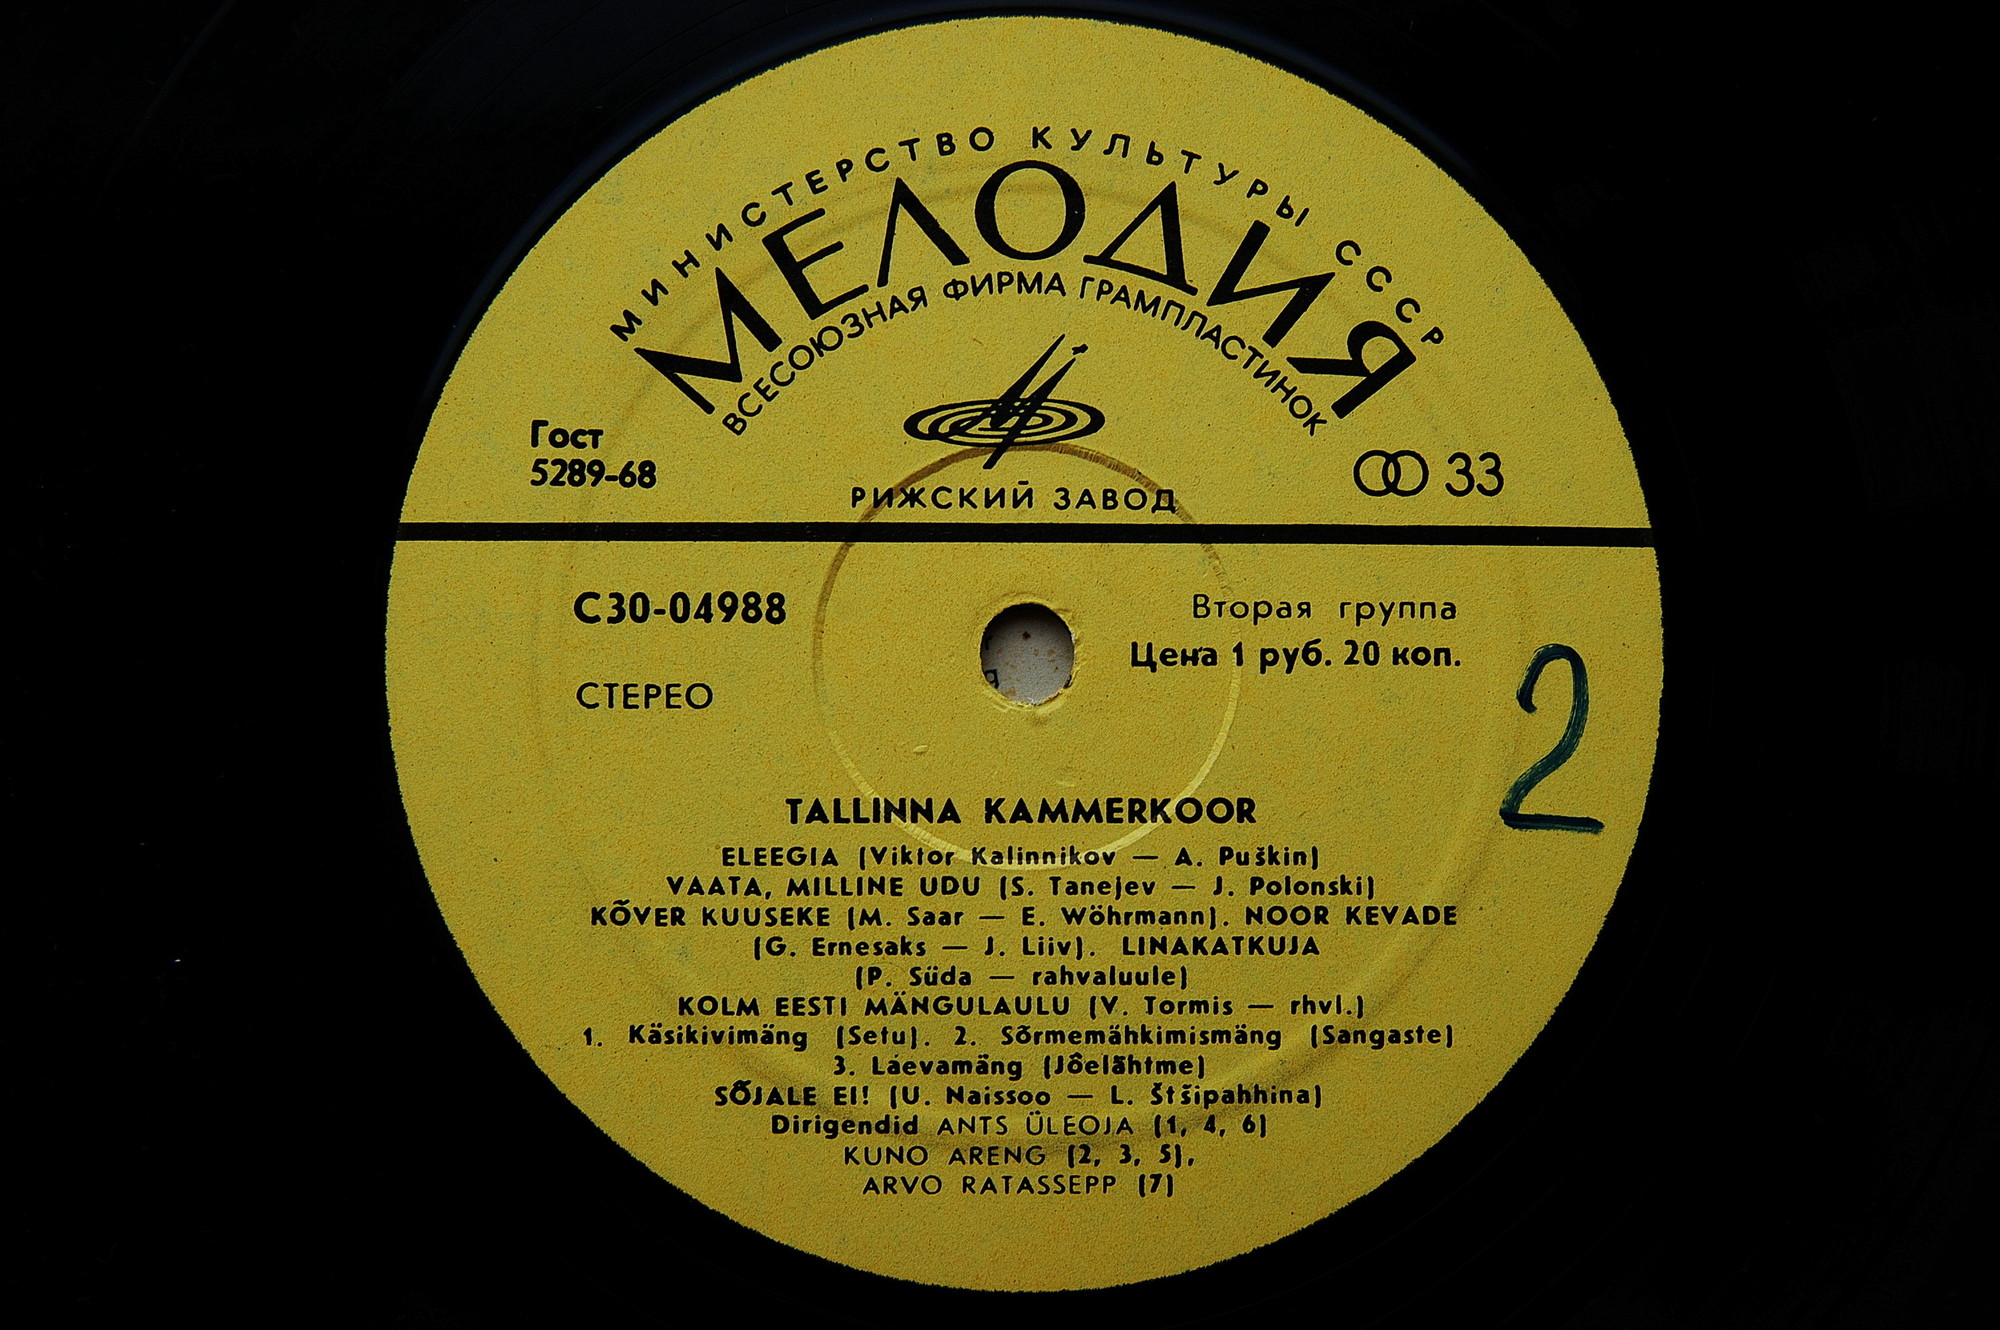 МИНИСТЕРСТВО КУЛЬТУРЫ СССР
МЕЛОДИЯ
ВСЕСОЮЗНАЯ ФИРМА ГРАМПЛАСТИНОК
Гост
5289-68
33
РИЖСКИЙ ЗАВОД
С30-04988
Вторая группа
Цена 1 руб. 20 коп.
СТЕРЕО
2
TALLINNA KAMMERKOOR
ELEEGIA (Viktor Kalinnikov — A. Puškin)
VAATA, MILLINE UDU (S. Tanejev — J. Polonski)
KÕVER KUUSEKE (M. Saar — E. Wöhrmann). NOOR KEVADE
(G. Ernesaks — J. Liiv). LINAKATKUJA
(P. Süda — rahvaluule)
KOLM EESTI MÄNGULAULU (V. Tormis — rhvl.)
1. Käsikivimäng (Setu). 2. Sõrmemähkimismäng (Sangaste)
3. Laevamäng (Jõelähtme)
SÕJALE EI! (U. Naissoo — L. Štšipahhina)
Dirigendid ANTS ÜLEOJA (1, 4, 6)
KUNO ARENG (2, 3, 5),
ARVO RATASSEPP (7)